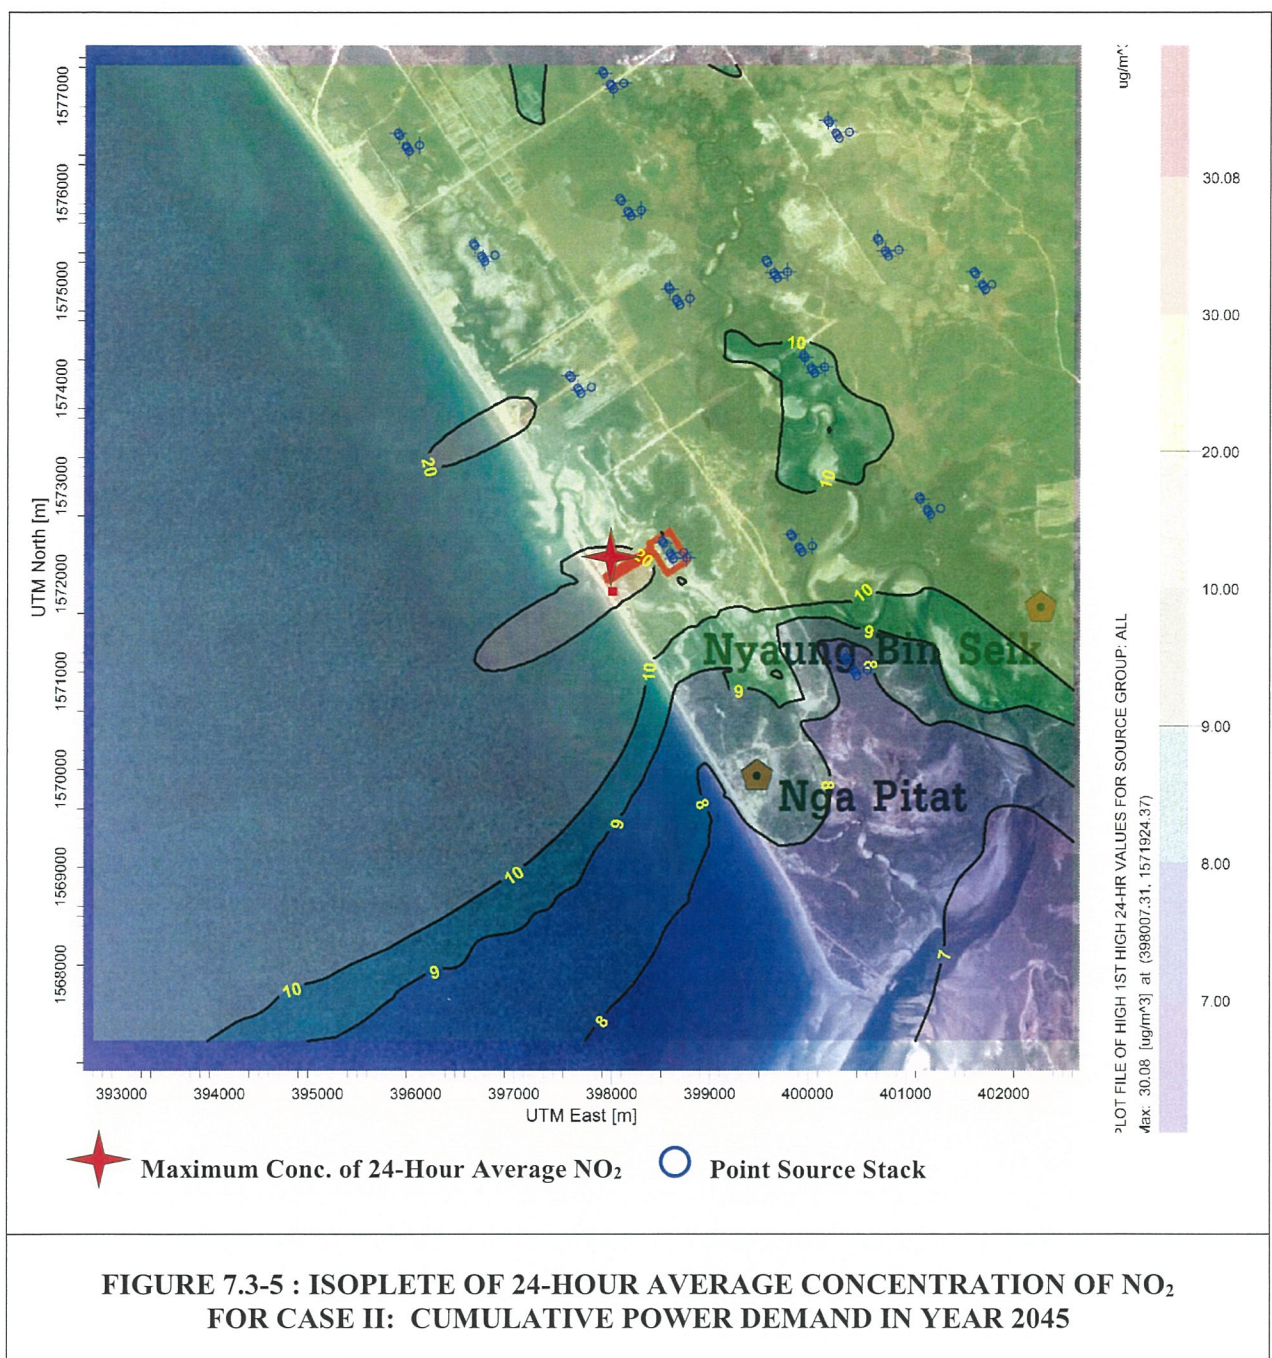 ug/m^
1577000
1576000
1575000
1574000
1573000
1572000
1571000
1570000
1569000
1568000
UTM North [m]
10
10
20
20
10
9
8
Nyaung Bin Seik
10
9
Nga Pitat
8
8
9
10
7
10
9
8
393000 394000 395000 396000 397000 398000 399000 400000 401000 402000
UTM East [m]
30.08
30.00
20.00
10.00
9.00
8.00
7.00
PLOT FILE OF HIGH 1ST HIGH 24-HR VALUES FOR SOURCE GROUP: ALL
Max: 30.08 [ug/m^3] at (398007.31, 1571924.37)
Maximum Conc. of 24-Hour Average NO₂
Point Source Stack
FIGURE 7.3-5 : ISOPLETE OF 24-HOUR AVERAGE CONCENTRATION OF NO₂
FOR CASE II: CUMULATIVE POWER DEMAND IN YEAR 2045